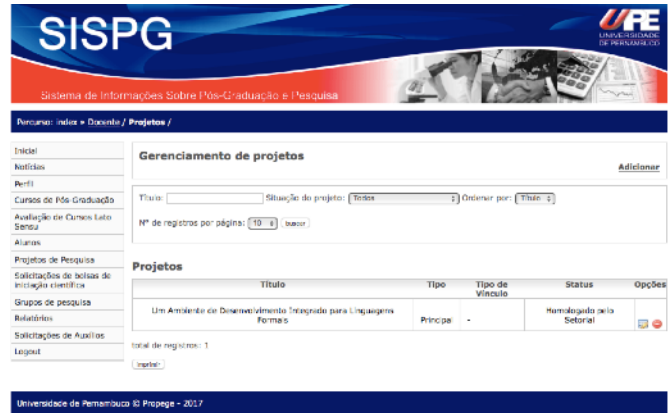 SISPG
UPE
UNIVERSIDADE
DE PERNAMBUCO
Sistema de Informações Sobre Pós-Graduação e Pesquisa
Percurso: index » Docente / Projetos /
Inicial
Notícias
Perfil
Cursos de Pós-Graduação
Avaliação de Cursos Lato
Sensu
Alunos
Projetos de Pesquisa
Solicitações de bolsas de
iniciação científica
Grupos de pesquisa
Relatórios
Solicitações de Auxílios
Logout
Gerenciamento de projetos
Adicionar
Título: Situação do projeto: Todos Ordenar por: Título
Nº de registros por página: 10 buscar
Projetos
Título Tipo Tipo de Vínculo Status Opções
Um Ambiente de Desenvolvimento Integrado para Linguagens
Formais Principal - Homologado pelo
Setorial
total de registros: 1
Imprimir
Universidade de Pernambuco © Propege - 2017